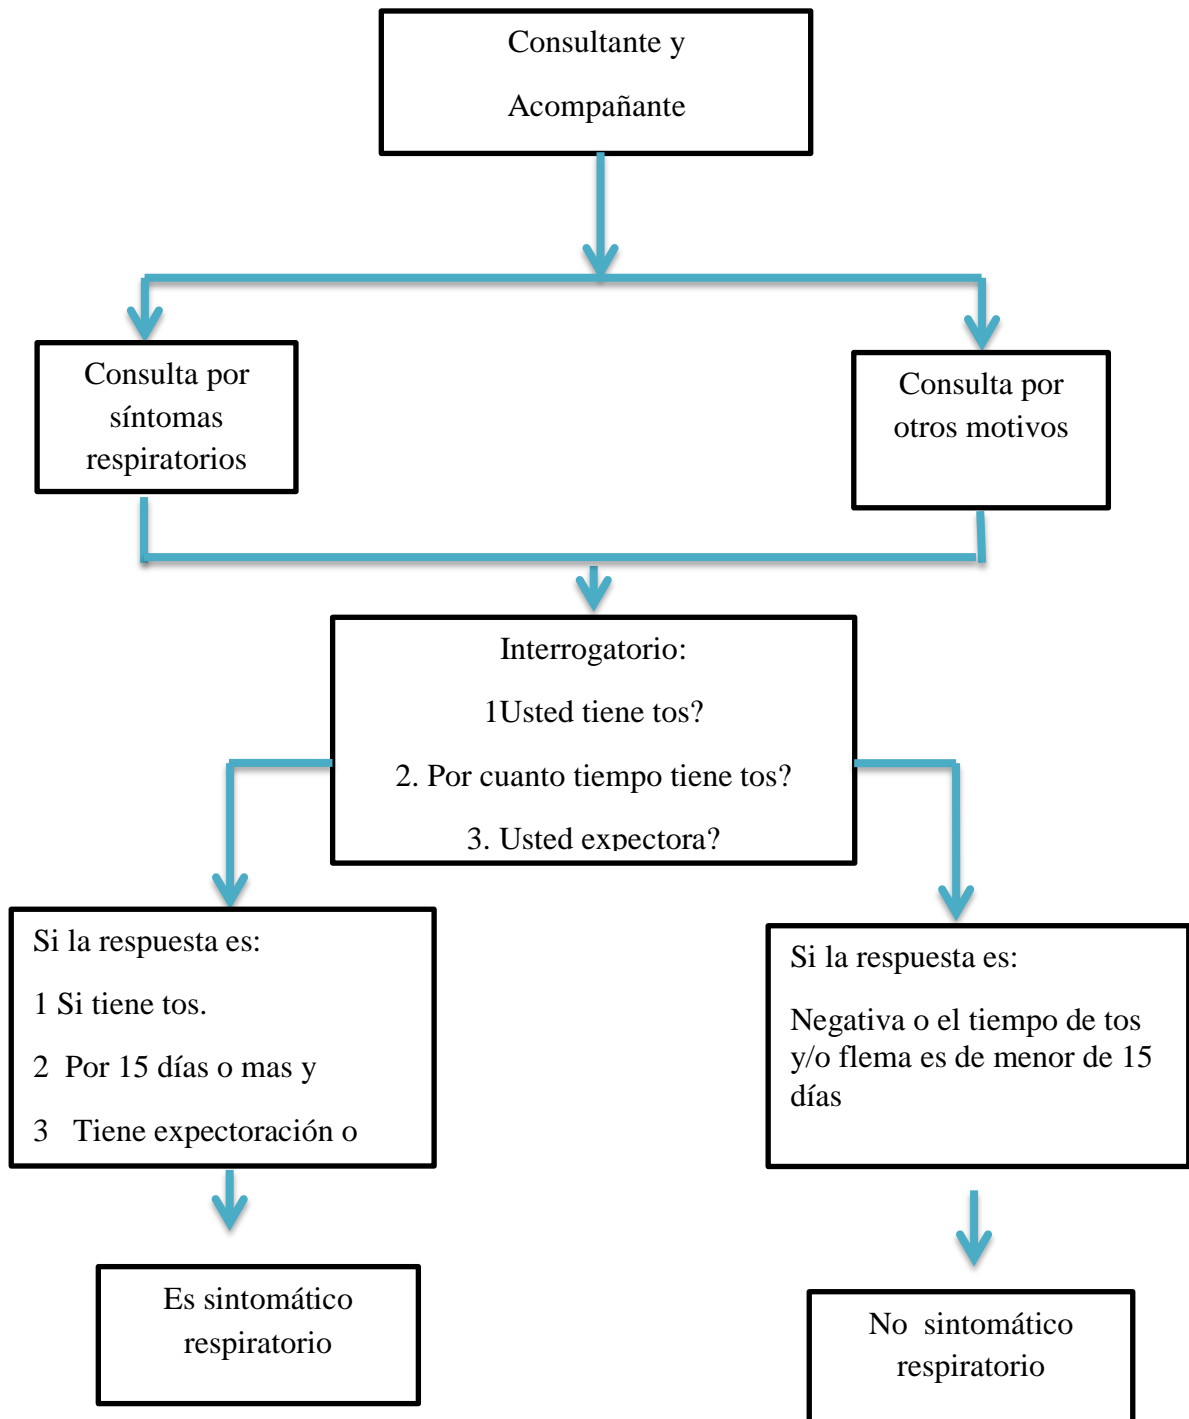 Consultante y
Acompañante
Consulta por
síntomas
respiratorios
Consulta por
otros motivos
Interrogatorio:
1Usted tiene tos?
2. Por cuanto tiempo tiene tos?
3. Usted expectora?
Si la respuesta es:
1 Si tiene tos.
2 Por 15 días o mas y
3 Tiene expectoración o
Si la respuesta es:
Negativa o el tiempo de tos
y/o flema es de menor de 15
días
Es sintomático
respiratorio
No sintomático
respiratorio